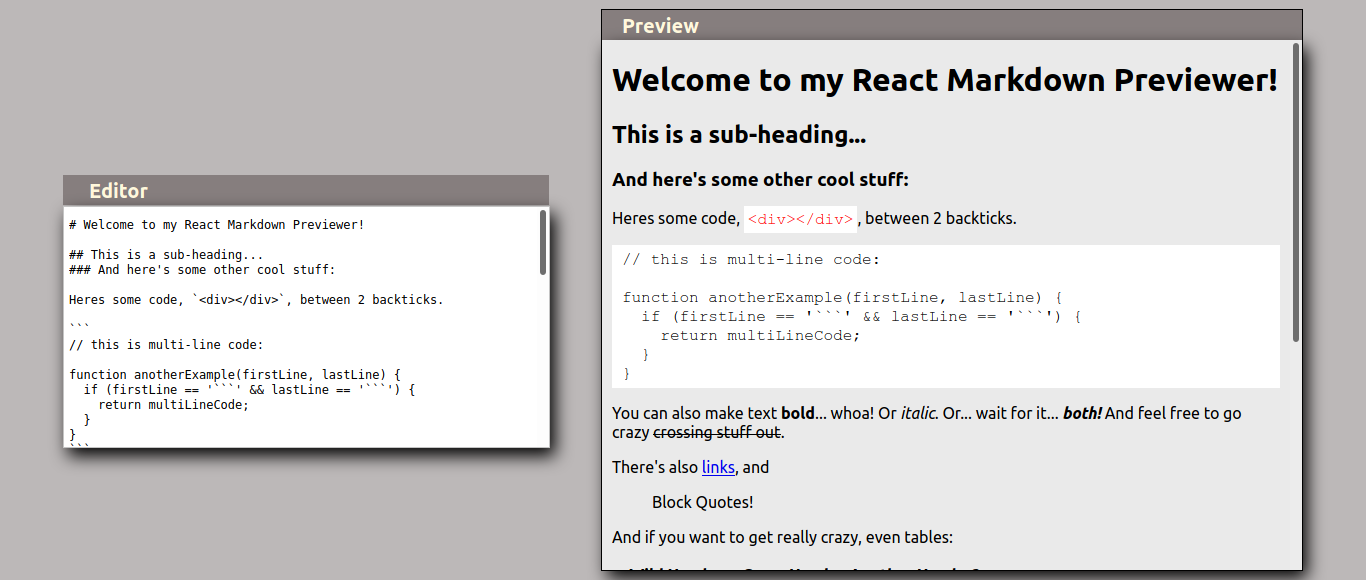 Editor
# Welcome to my React Markdown Previewer!
## This is a sub-heading...
### And here's some other cool stuff:
Heres some code, `<div></div>`, between 2 backticks.
```
// this is multi-line code:
function anotherExample(firstLine, lastLine) {
  if (firstLine == '```' && lastLine == '```') {
    return multiLineCode;
  }
}
```
Preview
Welcome to my React Markdown Previewer!
This is a sub-heading...
And here's some other cool stuff:
Heres some code, <div></div>, between 2 backticks.
// this is multi-line code:
function anotherExample(firstLine, lastLine) {
  if (firstLine == '```' && lastLine == '```') {
    return multiLineCode;
  }
}
You can also make text bold... whoa! Or italic. Or... wait for it... both! And feel free to go
crazy crossing stuff out.
There's also links, and
Block Quotes!
And if you want to get really crazy, even tables: